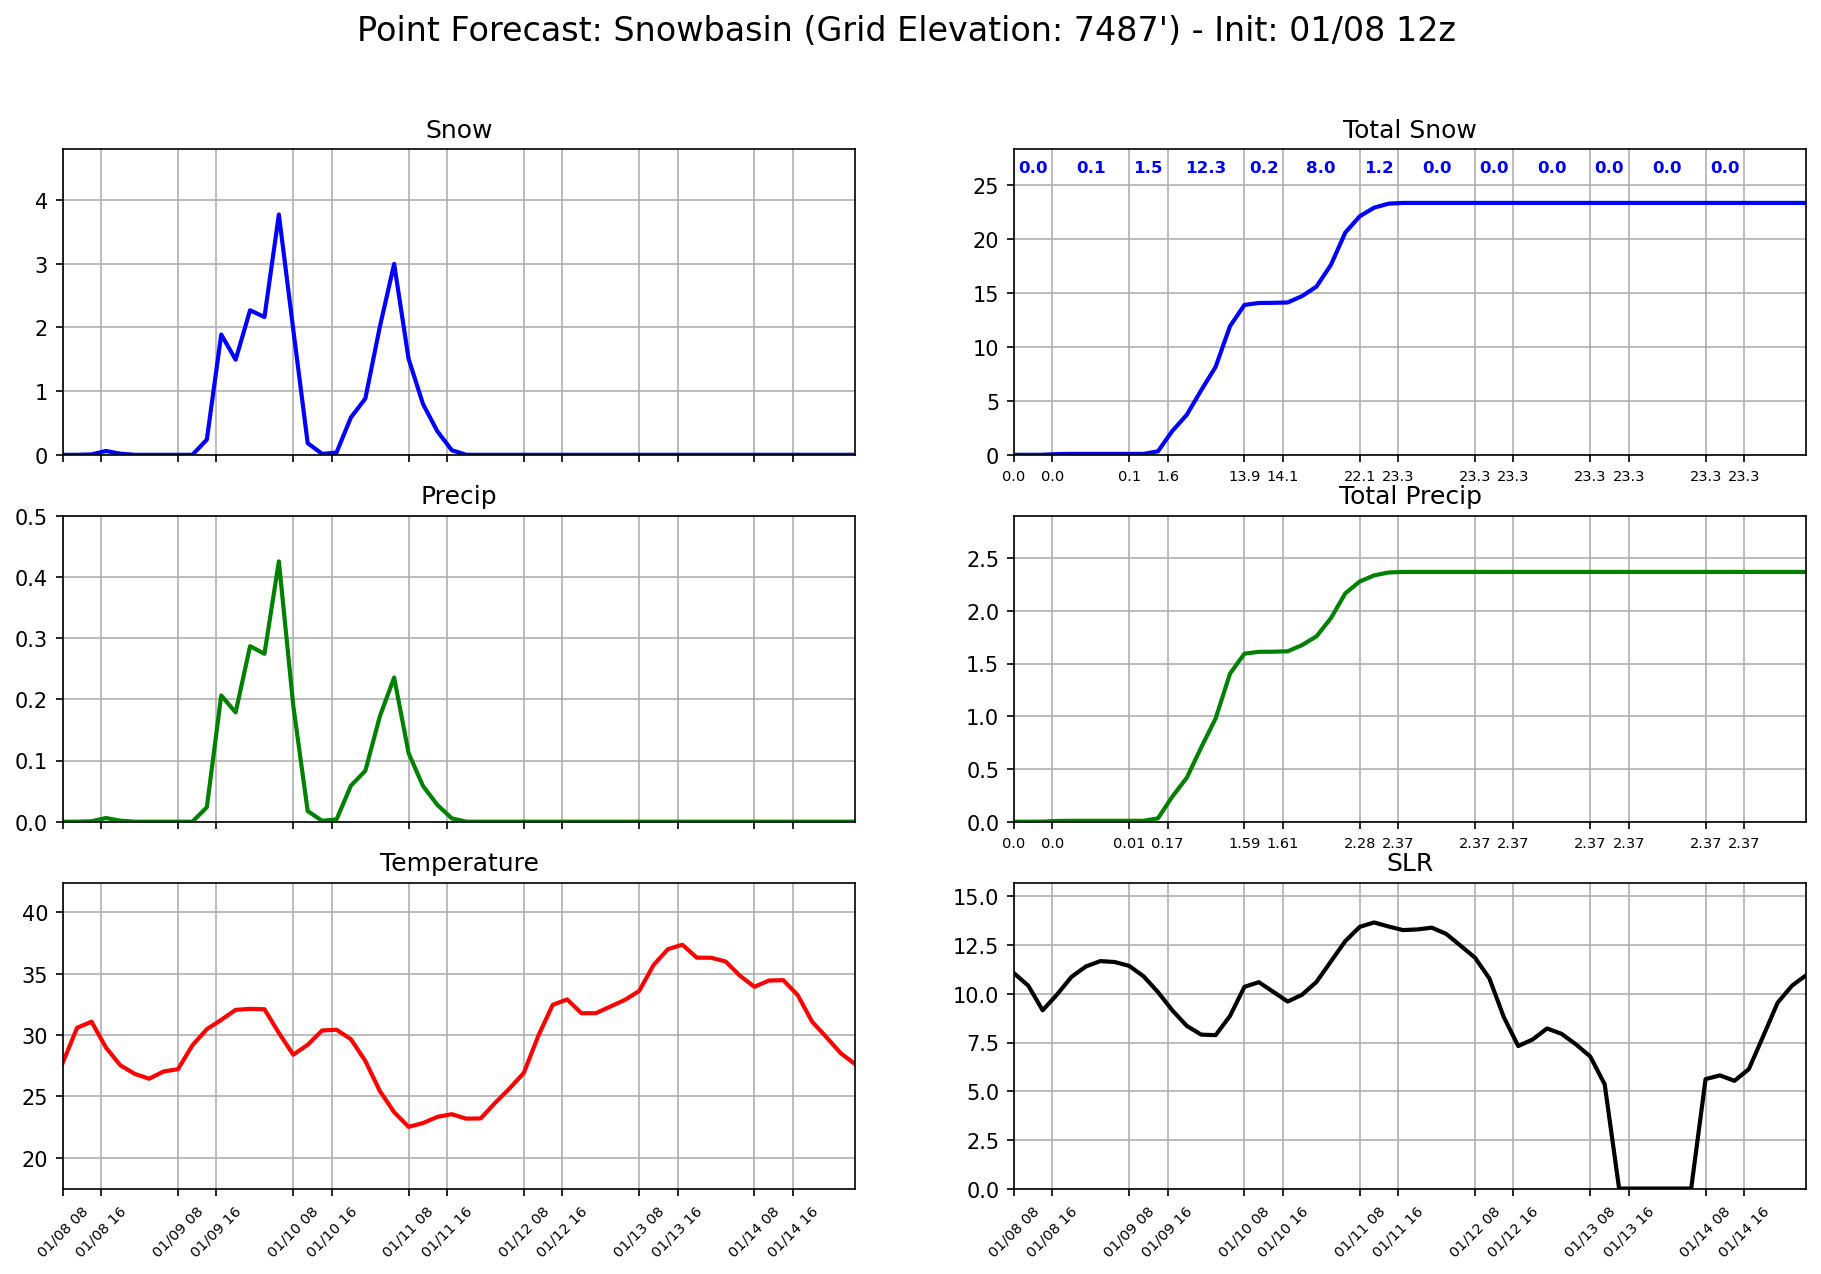 Point Forecast: Snowbasin (Grid Elevation: 7487') - Init: 01/08 12z
Snow
4
3
2
1
0
Total Snow
0.0 0.1 1.5 12.3 0.2 8.0 1.2 0.0 0.0 0.0 0.0 0.0 0.0
25
20
15
10
5
0
0.0 0.0 0.1 1.6 13.9 14.1 22.1 23.3 23.3 23.3 23.3 23.3 23.3 23.3
Precip
0.5
0.4
0.3
0.2
0.1
0.0
Total Precip
2.5
2.0
1.5
1.0
0.5
0.0
0.0 0.0 0.01 0.17 1.59 1.61 2.28 2.37 2.37 2.37 2.37 2.37 2.37 2.37
Temperature
40
35
30
25
20
01/08 08 01/08 16 01/09 08 01/09 16 01/10 08 01/10 16 01/11 08 01/11 16 01/12 08 01/12 16 01/13 08 01/13 16 01/14 08 01/14 16
SLR
15.0
12.5
10.0
7.5
5.0
2.5
0.0
01/08 08 01/08 16 01/09 08 01/09 16 01/10 08 01/10 16 01/11 08 01/11 16 01/12 08 01/12 16 01/13 08 01/13 16 01/14 08 01/14 16